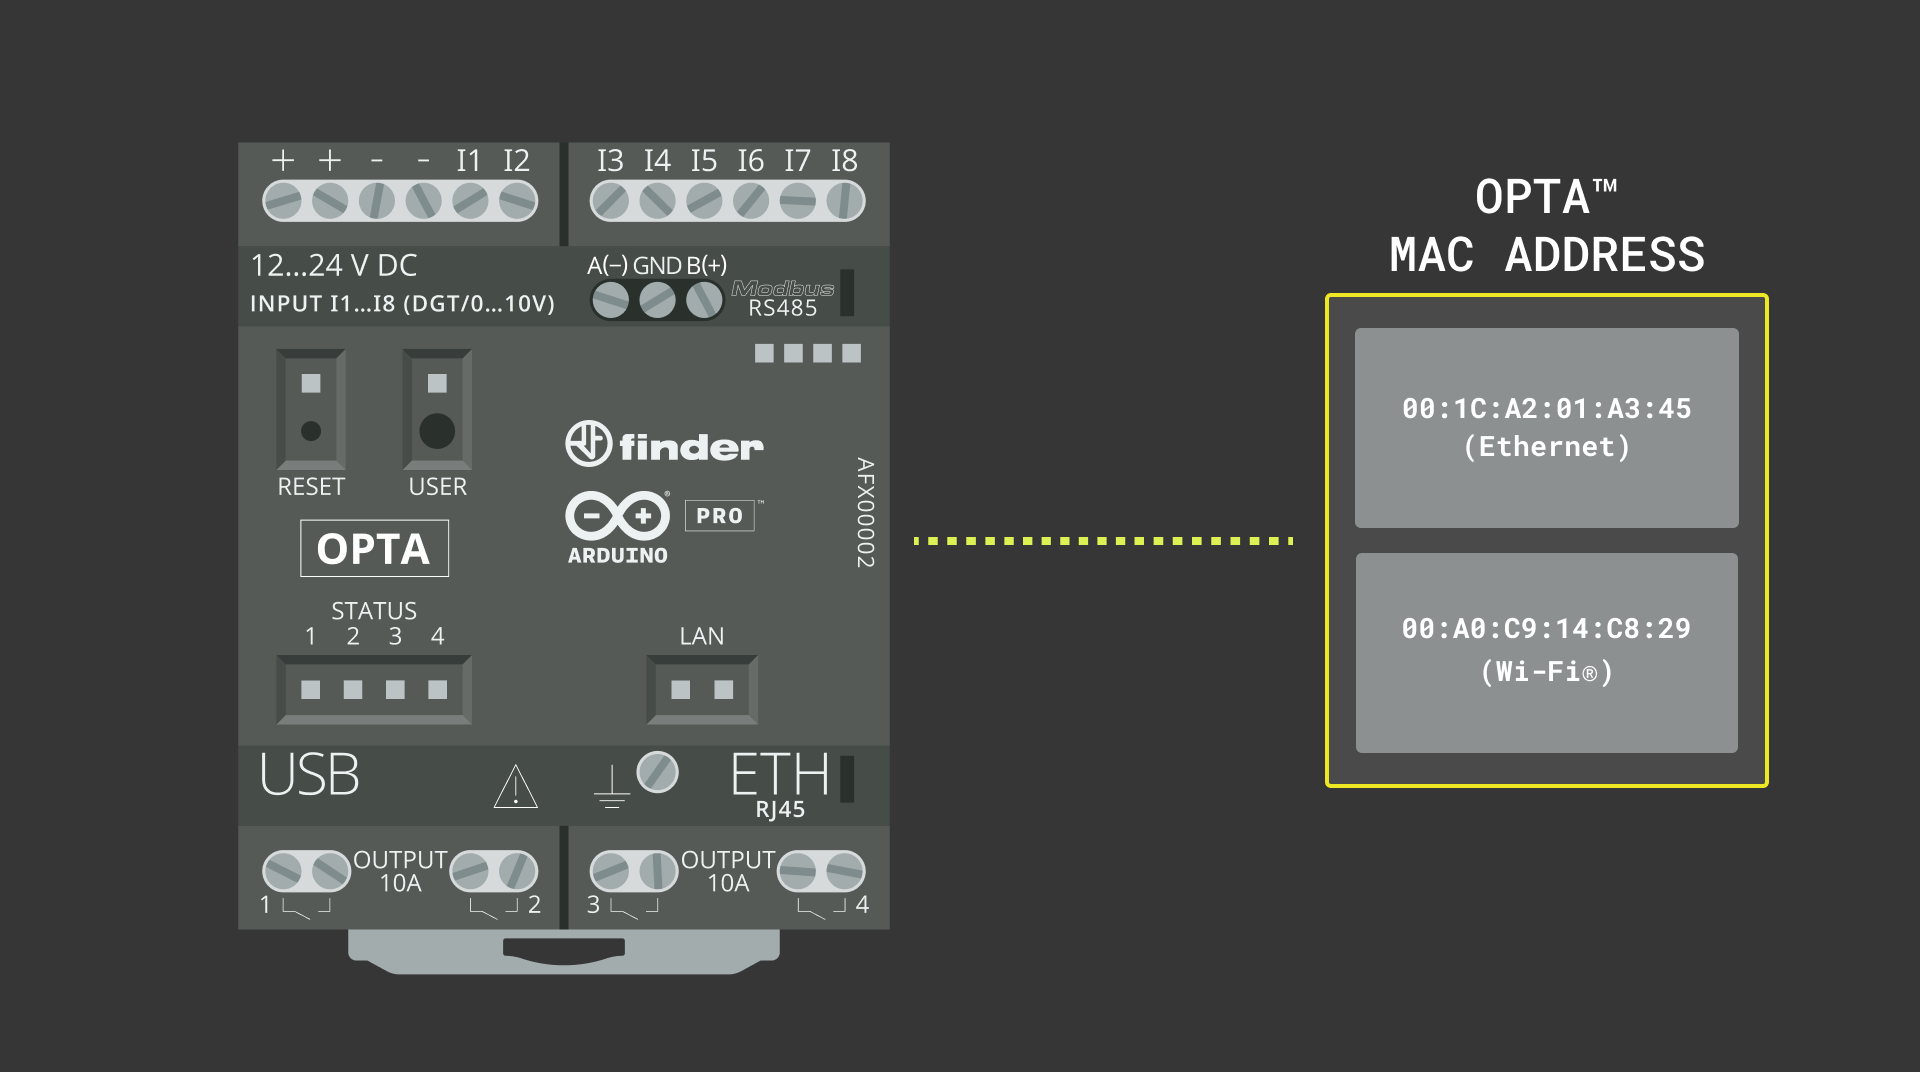 + + - - I1 I2 I3 I4 I5 I6 I7 I8
12...24 V DC
INPUT I1...I8 (DGT/0...10V)
A(−) GND B(+)
Modbus
RS485
RESET USER
finder
ARDUINO
PRO™
AFX00002
OPTA
STATUS
1 2 3 4
LAN
USB
ETH
RJ45
OUTPUT
10A
1 2
OUTPUT
10A
3 4
OPTA™
MAC ADDRESS
00:1C:A2:01:A3:45
(Ethernet)
00:A0:C9:14:C8:29
(Wi-Fi®)